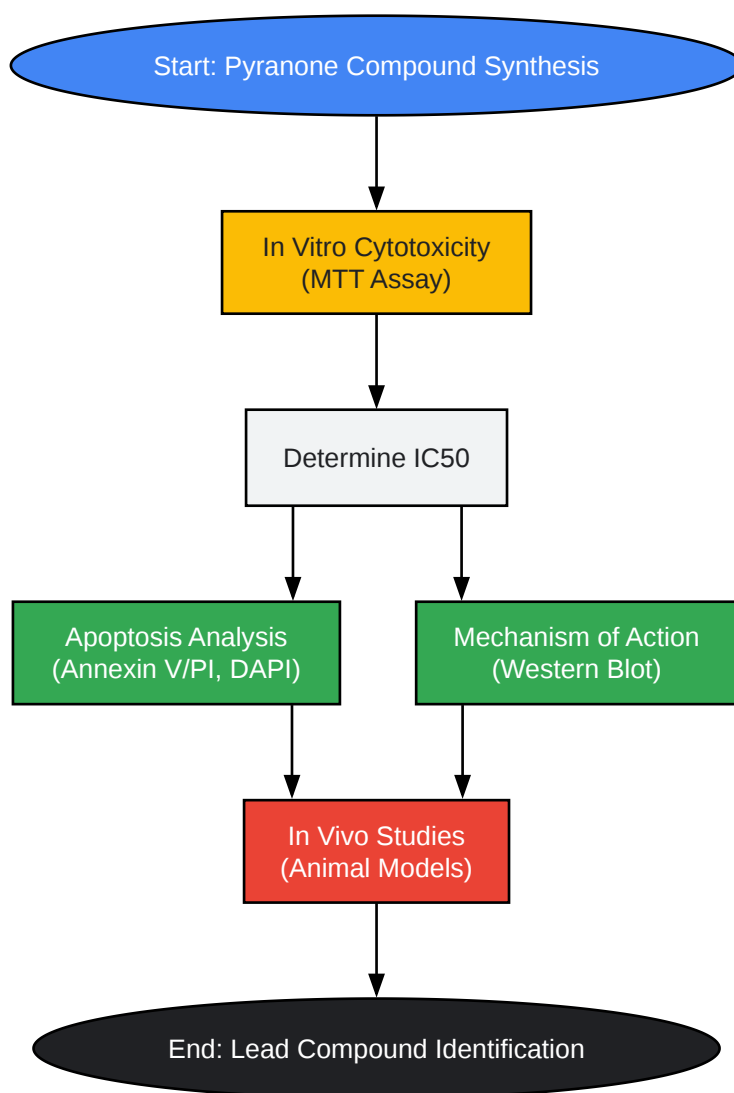 Start: Pyranone Compound Synthesis
In Vitro Cytotoxicity
(MTT Assay)
Determine IC50
Apoptosis Analysis
(Annexin V/PI, DAPI)
Mechanism of Action
(Western Blot)
In Vivo Studies
(Animal Models)
End: Lead Compound Identification